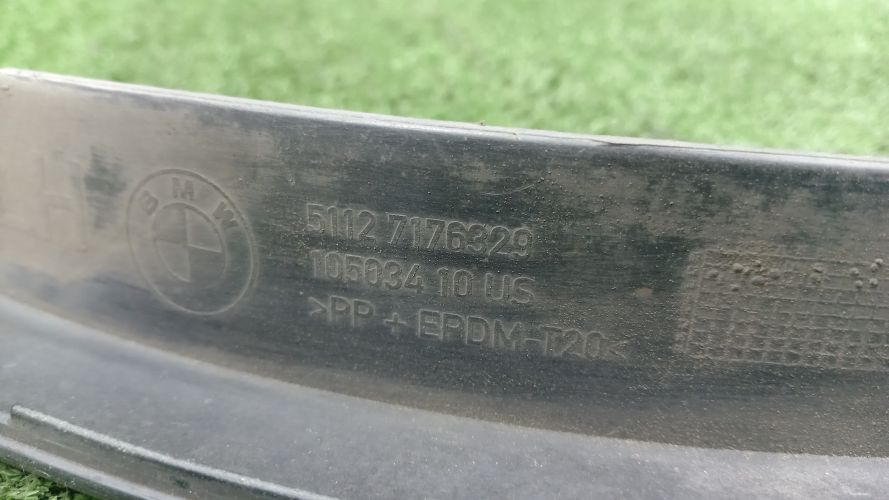 BMW
5112 7176329
105034 10 US
>PP + EPDM-T20<